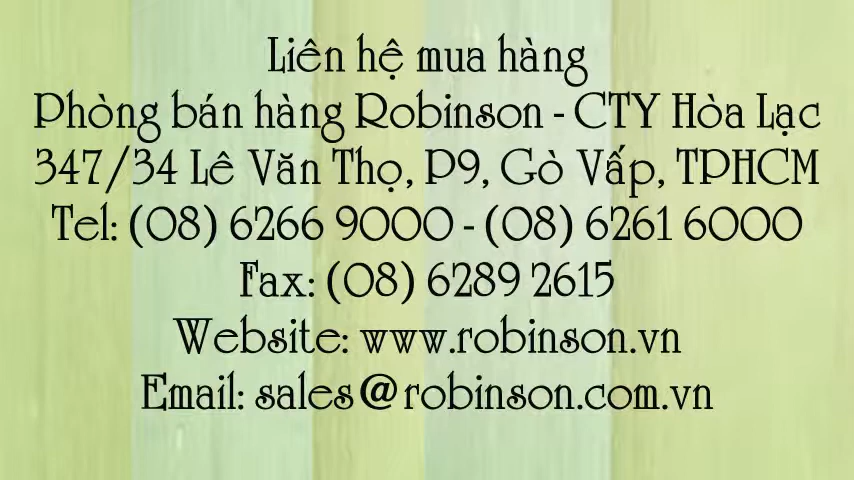 Liên hệ mua hàng
Phòng bán hàng Robinson - CTY Hòa Lạc
347/34 Lê Văn Thọ, P9, Gò Vấp, TPHCM
Tel: (08) 6266 9000 - (08) 6261 6000
Fax: (08) 6289 2615
Website: www.robinson.vn
Email: sales@robinson.com.vn